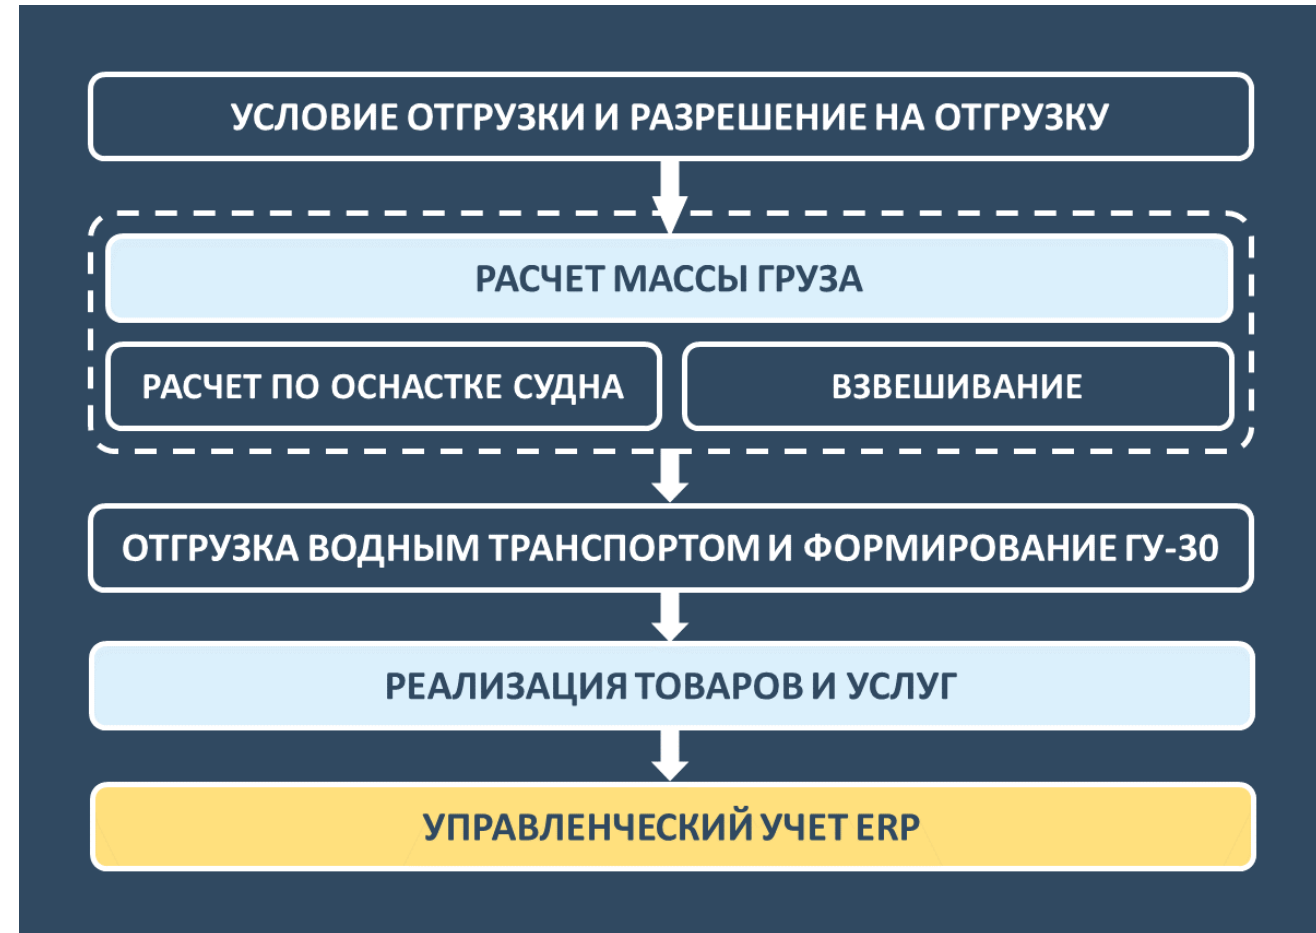 УСЛОВИЕ ОТГРУЗКИ И РАЗРЕШЕНИЕ НА ОТГРУЗКУ
РАСЧЕТ МАССЫ ГРУЗА
РАСЧЕТ ПО ОСНАСТКЕ СУДНА
ВЗВЕШИВАНИЕ
ОТГРУЗКА ВОДНЫМ ТРАНСПОРТОМ И ФОРМИРОВАНИЕ ГУ-30
РЕАЛИЗАЦИЯ ТОВАРОВ И УСЛУГ
УПРАВЛЕНЧЕСКИЙ УЧЕТ ERP